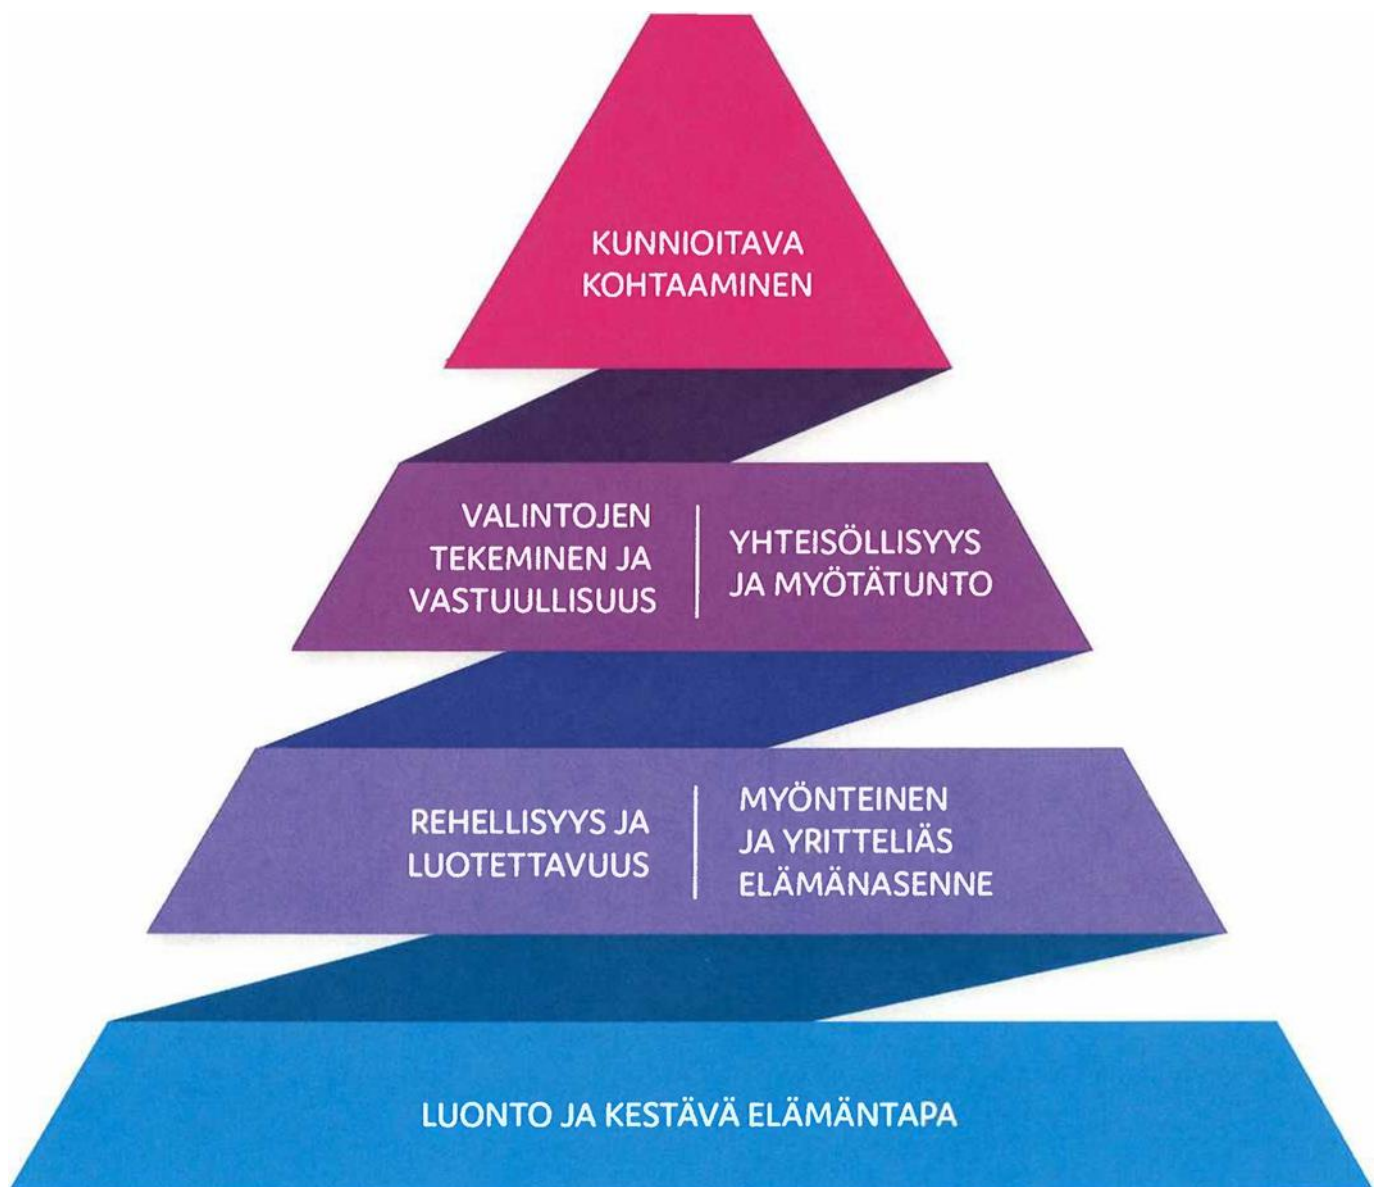 KUNNIOITAVA
KOHTAAMINEN
VALINTOJEN
TEKEMINEN JA
VASTUULLISUUS
YHTEISÖLLISYYS
JA MYÖTÄTUNTO
REHELLISYYS JA
LUOTETTAVUUS
MYÖNTEINEN
JA YRITTELIÄS
ELÄMÄNASENNE
LUONTO JA KESTÄVÄ ELÄMÄNTAPA